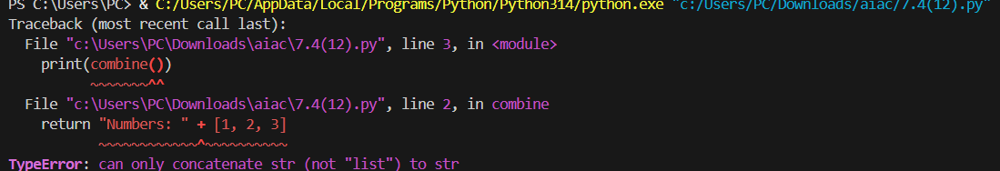 PS C:\Users\PC> & C:/Users/PC/AppData/Local/Programs/Python/Python314/python.exe "c:/Users/PC/Downloads/aiac/7.4(12).py"
Traceback (most recent call last):
  File "c:\Users\PC\Downloads\aiac\7.4(12).py", line 3, in <module>
    print(combine())
          ~~~~~~~^^
  File "c:\Users\PC\Downloads\aiac\7.4(12).py", line 2, in combine
    return "Numbers: " + [1, 2, 3]
           ~~~~~~~~~~~~^~~~~~~~~~~
TypeError: can only concatenate str (not "list") to str